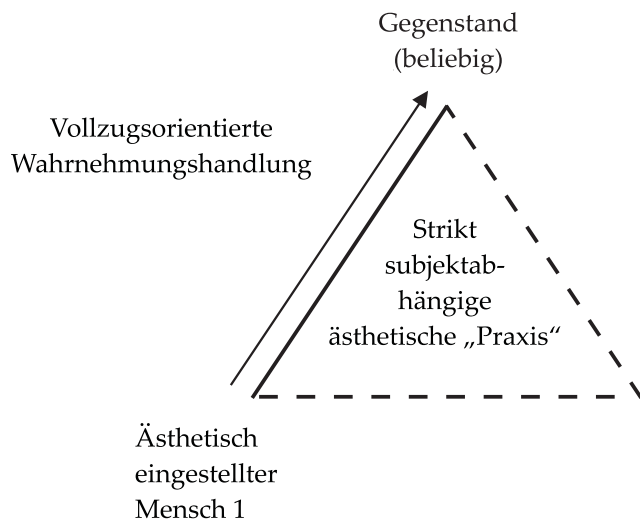 Gegenstand
(beliebig)
Vollzugsorientierte
Wahrnehmungshandlung
Strikt
subjektab-
hängige
ästhetische „Praxis“
Ästhetisch
eingestellter
Mensch 1